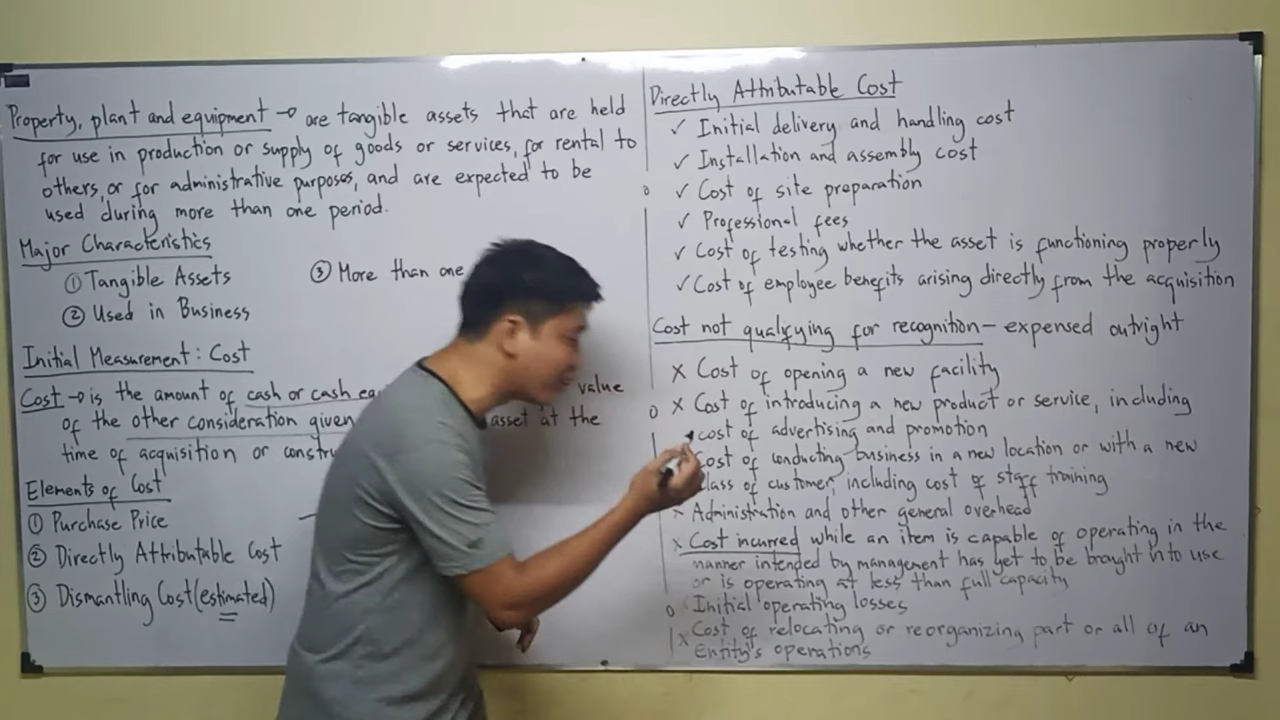 Property, plant and equipment → are tangible assets that are held
for use in production or supply of goods or services, for rental to
others, or for administrative purposes, and are expected to be
used during more than one period.
Major Characteristics
① Tangible Assets
② Used in Business
③ More than one
Initial Measurement: Cost
Cost → is the amount of cash or cash value
of the other consideration given asset at the
time of acquisition or
Elements of Cost
① Purchase Price
② Directly Attributable Cost
③ Dismantling Cost (estimated)
Directly Attributable Cost
✓ Initial delivery and handling cost
✓ Installation and assembly cost
✓ Cost of site preparation
✓ Professional fees
✓ Cost of testing whether the asset is functioning properly
✓ Cost of employee benefits arising directly from the acquisition
Cost not qualifying for recognition - expensed outright
x Cost of opening a new facility
x Cost of introducing a new product or service, including
cost of advertising and promotion
Cost of conducting business in a new location or with a new
class of customer, including cost of staff training
x Administration and other general overhead
x Cost incurred while an item is capable of operating in the
manner intended by management has yet to be brought into use
or is operating at less than full capacity
Initial operating losses
x Cost of relocating or reorganizing part or all of an
Entity's operations